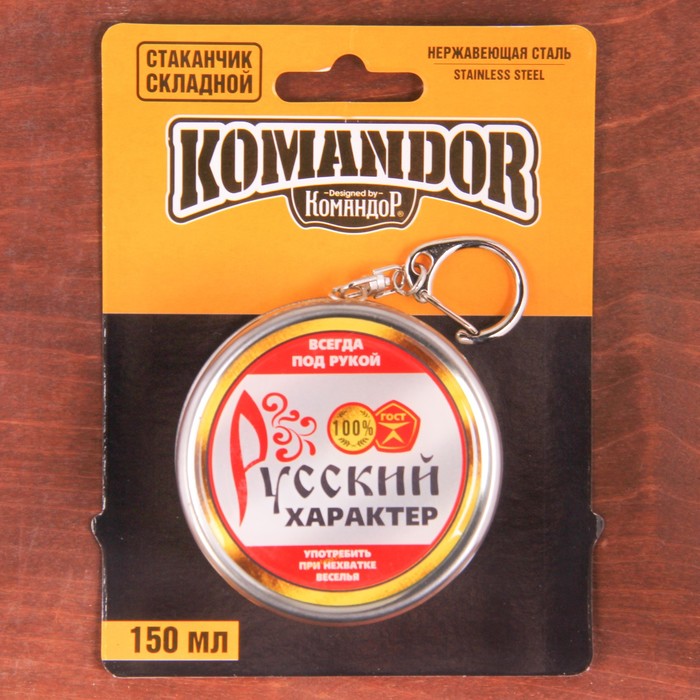 СТАКАНЧИК
СКЛАДНОЙ
НЕРЖАВЕЮЩАЯ СТАЛЬ
STAINLESS STEEL
KOMANDOR
Designed by
КОМАНДОР®
ВСЕГДА
ПОД РУКОЙ
100%
ГОСТ
РУССКИЙ
ХАРАКТЕР
УПОТРЕБИТЬ
ПРИ НЕХВАТКЕ
ВЕСЕЛЬЯ
150 МЛ